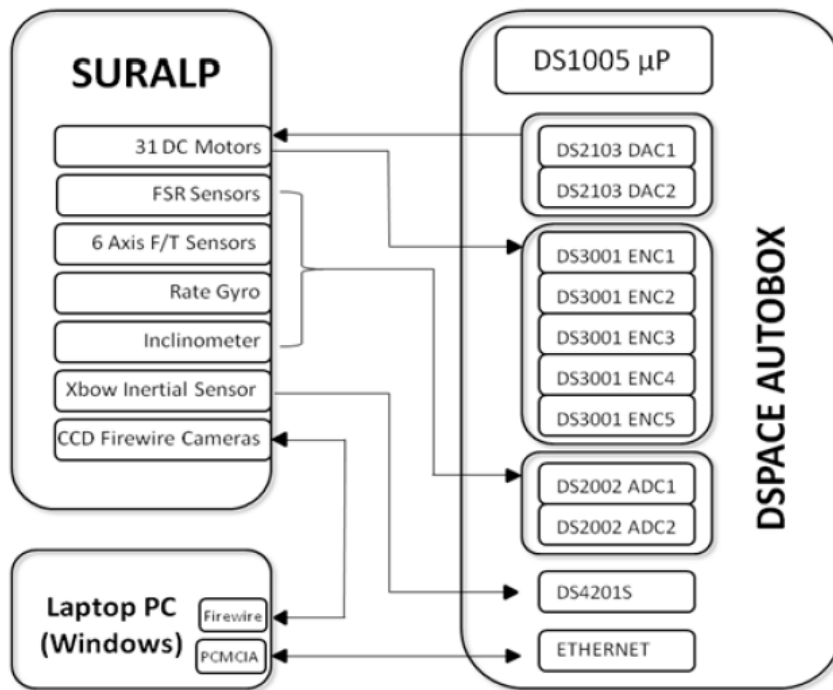 SURALP
31 DC Motors
FSR Sensors
6 Axis F/T Sensors
Rate Gyro
Inclinometer
Xbow Inertial Sensor
CCD Firewire Cameras
Laptop PC
(Windows)
Firewire
PCMCIA
DS1005 µP
DS2103 DAC1
DS2103 DAC2
DS3001 ENC1
DS3001 ENC2
DS3001 ENC3
DS3001 ENC4
DS3001 ENC5
DS2002 ADC1
DS2002 ADC2
DS4201S
ETHERNET
DSPACE AUTOBOX